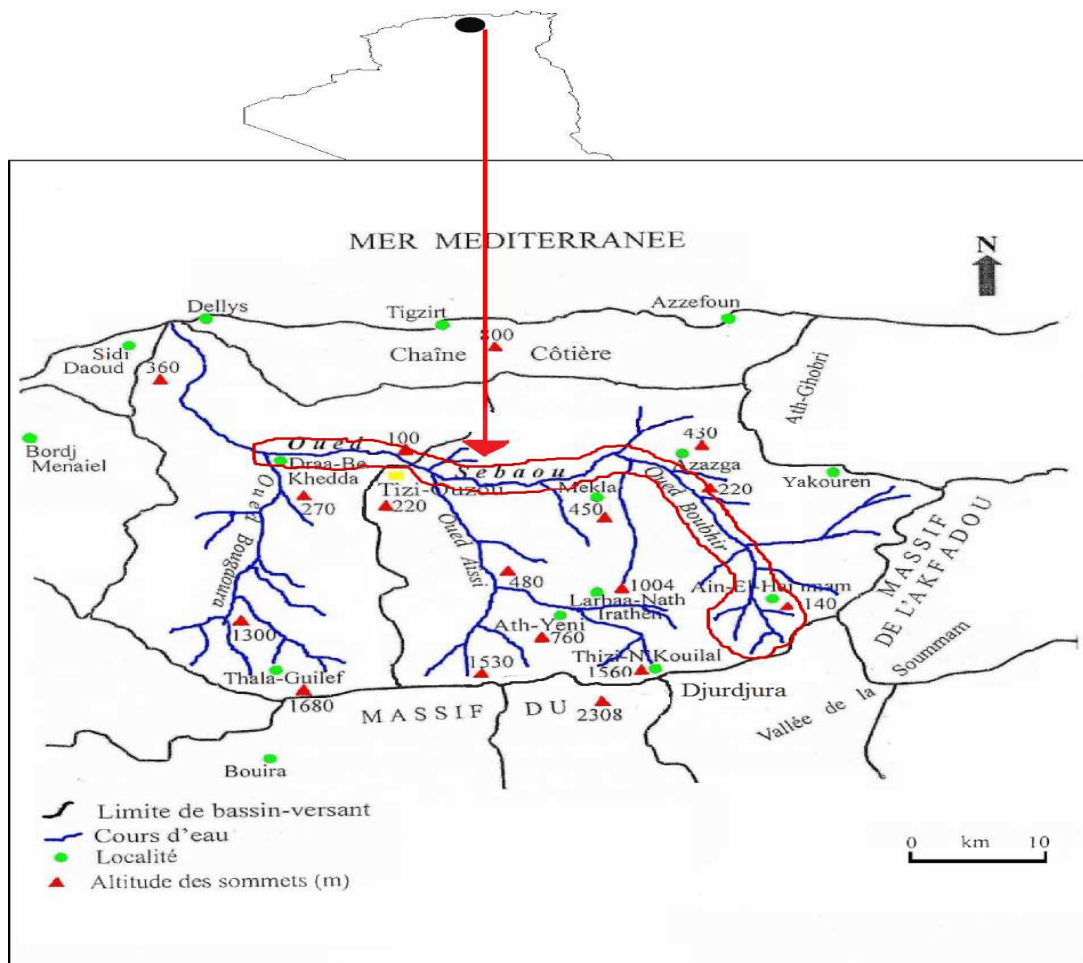 MER MEDITERRANEE
N
Dellys
Tigzirt
Azzefoun
800
Sidi
Daoud
Chaîne Côtière
360
Ath-Ghobri
Bordj
Menaiel
Oued
100
430
Draa-Be
Khedda
Sebaou
Azazga
Tizi-Ouzou
Mekla
Yakouren
270
220
450
220
Oued Bougdoura
Oued Aissi
Oued Boubhir
MASSIF
DE L'AKFADOU
480
1004
Ain-El-Hammam
140
Larbaa-Nath
Irathen
Ath-Yeni
1300
760
Thizi-N'Kouilal
1530
1560
Thala-Guilef
Djurdjura
1680
MASSIF DU
2308
Vallée de la Soummam
Bouira
Limite de bassin-versant
Cours d'eau
Localité
Altitude des sommets (m)
0 km 10